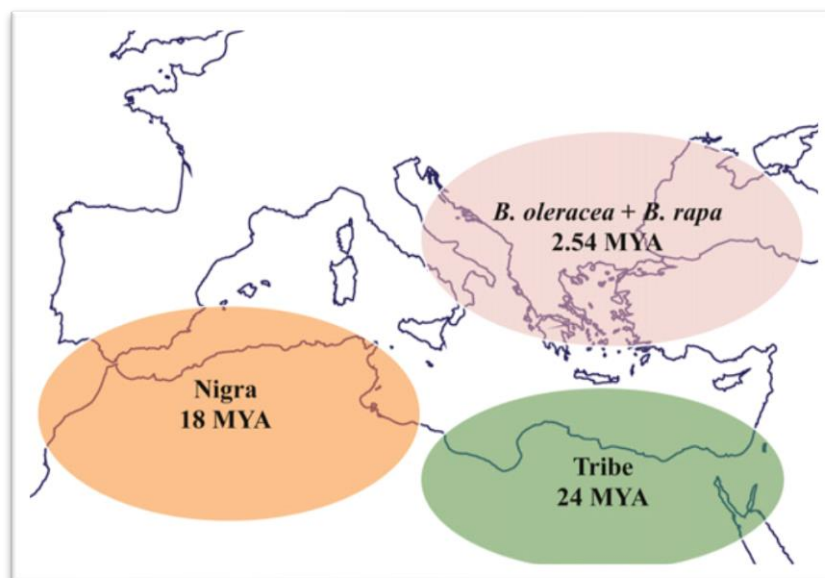 B. oleracea + B. rapa
2.54 MYA
Nigra
18 MYA
Tribe
24 MYA